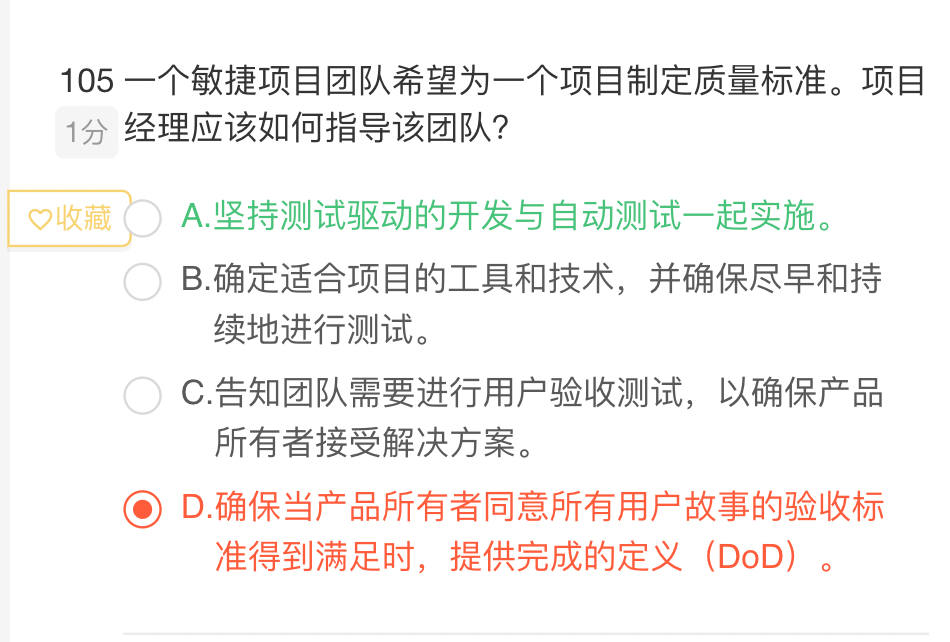 105 一个敏捷项目团队希望为一个项目制定质量标准。项目
1分 经理应该如何指导该团队？
♡收藏 A.坚持测试驱动的开发与自动测试一起实施。
B.确定适合项目的工具和技术，并确保尽早和持
续地进行测试。
C.告知团队需要进行用户验收测试，以确保产品
所有者接受解决方案。
D.确保当产品所有者同意所有用户故事的验收标
准得到满足时，提供完成的定义（DoD）。